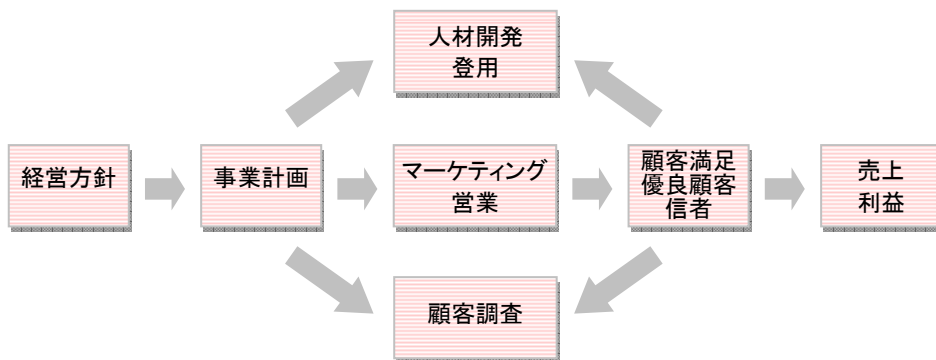 人材開発
登用
経営方針
事業計画
マーケティング
営業
顧客満足
優良顧客
信者
売上
利益
顧客調査